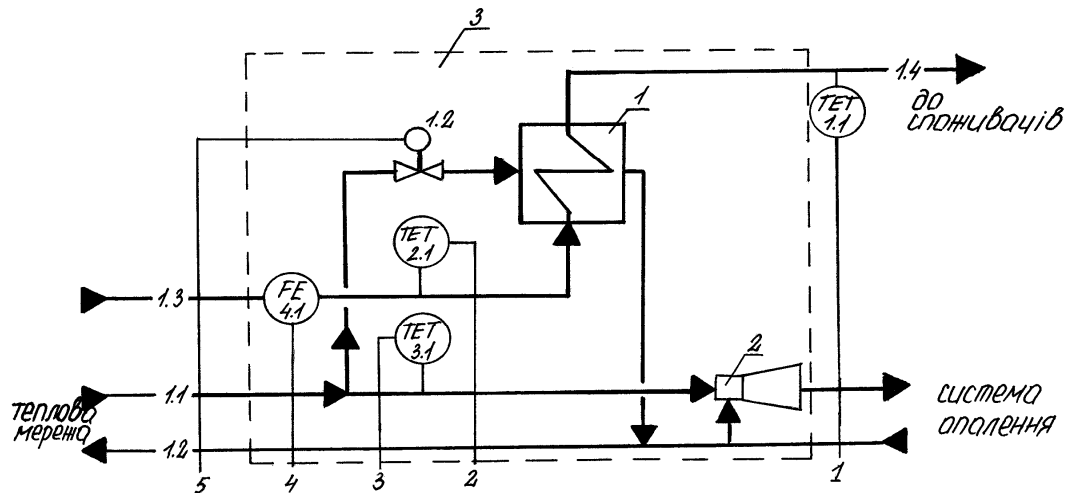 3
1.4
до
споживачів
TET
1.1
1.2
1
TET
2.1
1.3
FE
4.1
TET
3.1
2
1.1
теплова
мережа
1.2
система
опалення
5
4
3
2
1